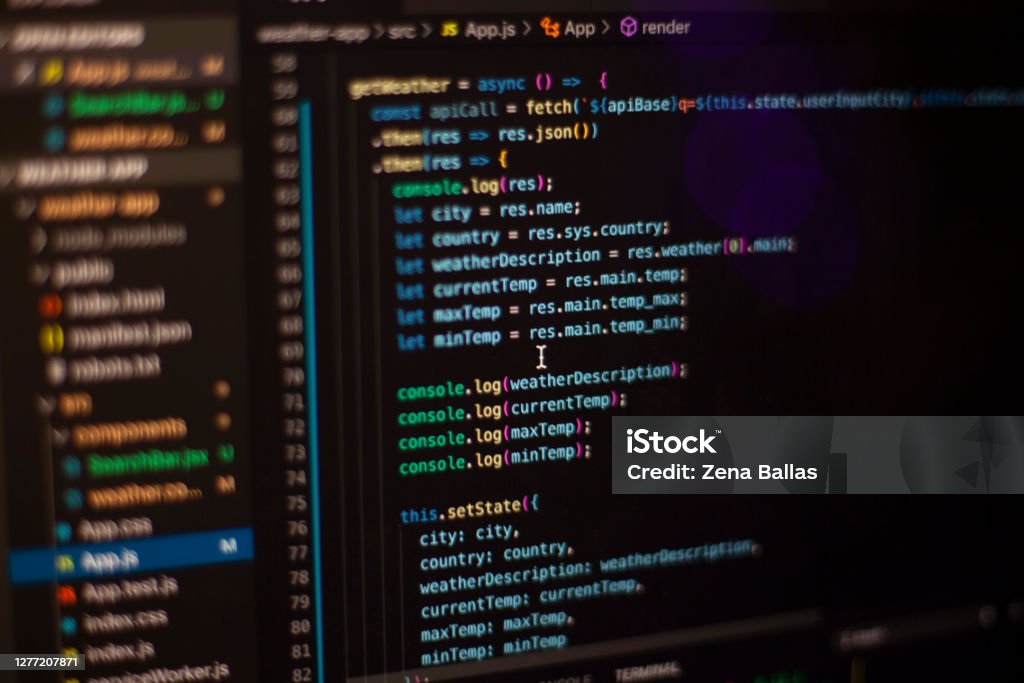 weather-app > src > JS App.js > App > render
OPEN EDITORS
App.js M
SearchBar.js... U
weather.co... M
WEATHER-APP
weather-app
node_modules
public
index.html
manifest.json
robots.txt
src
components
SearchBar.jsx U
weather.co... M
App.css
App.js M
App.test.js
index.css
index.js
serviceWorker.js
58
59 getWeather = async () => {
60 const apiCall = fetch(`${apiBase}q=${this.state.userInputCity}
61 .then(res => res.json())
62 .then(res => {
63 console.log(res);
64 let city = res.name;
65 let country = res.sys.country;
66 let weatherDescription = res.weather[0].main;
67 let currentTemp = res.main.temp;
68 let maxTemp = res.main.temp_max;
69 let minTemp = res.main.temp_min;
70
71 console.log(weatherDescription);
72 console.log(currentTemp);
73 console.log(maxTemp);
74 console.log(minTemp);
75
76 this.setState({
77 city: city,
78 country: country,
79 weatherDescription: weatherDescription,
80 currentTemp: currentTemp,
81 maxTemp: maxTemp,
82 minTemp: minTemp
});
CONSOLE TERMINAL
iStock™
Credit: Zena Ballas
1277207871